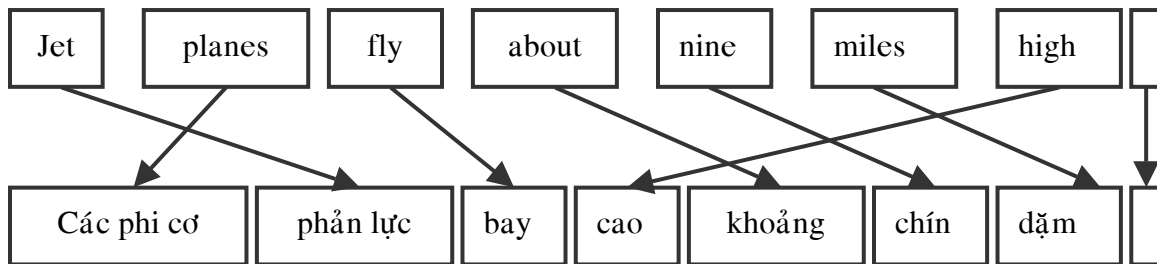 Jet planes fly about nine miles high
Các phi cơ phản lực bay cao khoảng chín dặm